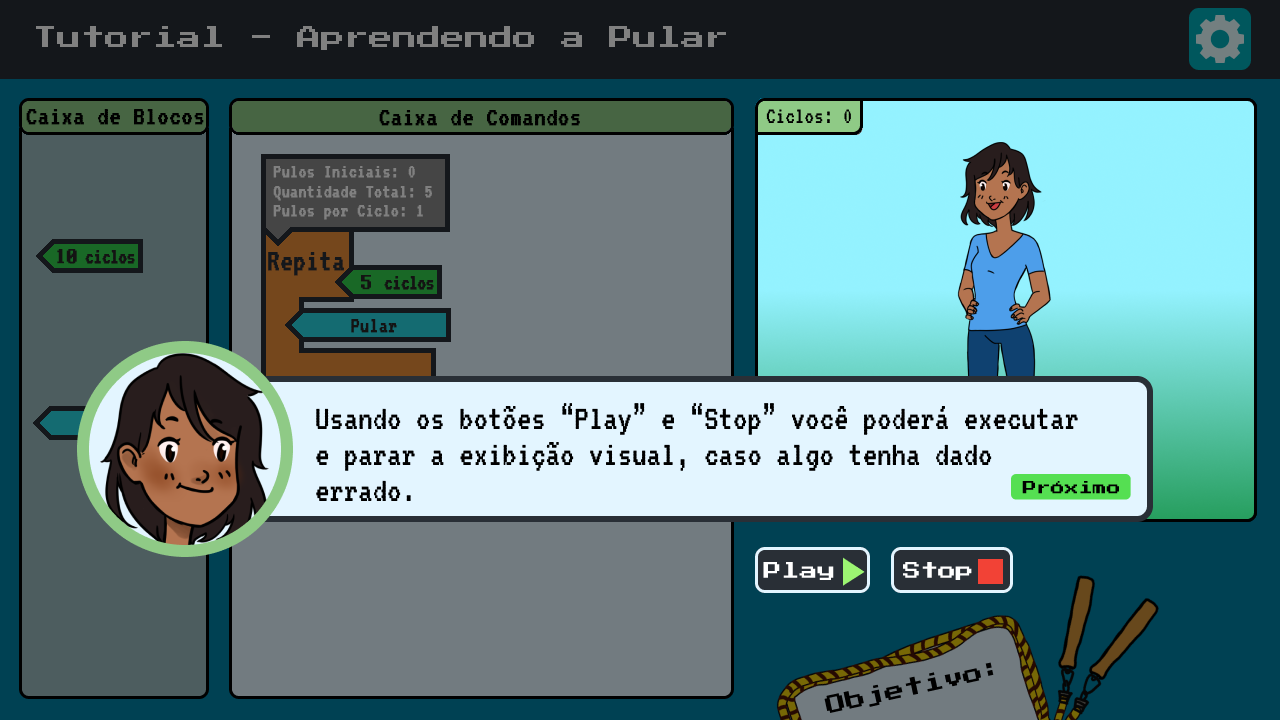 Tutorial - Aprendendo a Pular
Caixa de Blocos
10 ciclos
Caixa de Comandos
Pulos Iniciais: 0
Quantidade Total: 5
Pulos por Ciclo: 1
Repita
5 ciclos
Pular
Ciclos: 0
Usando os botões “Play” e “Stop” você poderá executar
e parar a exibição visual, caso algo tenha dado
errado.
Próximo
Play
Stop
Objetivo: